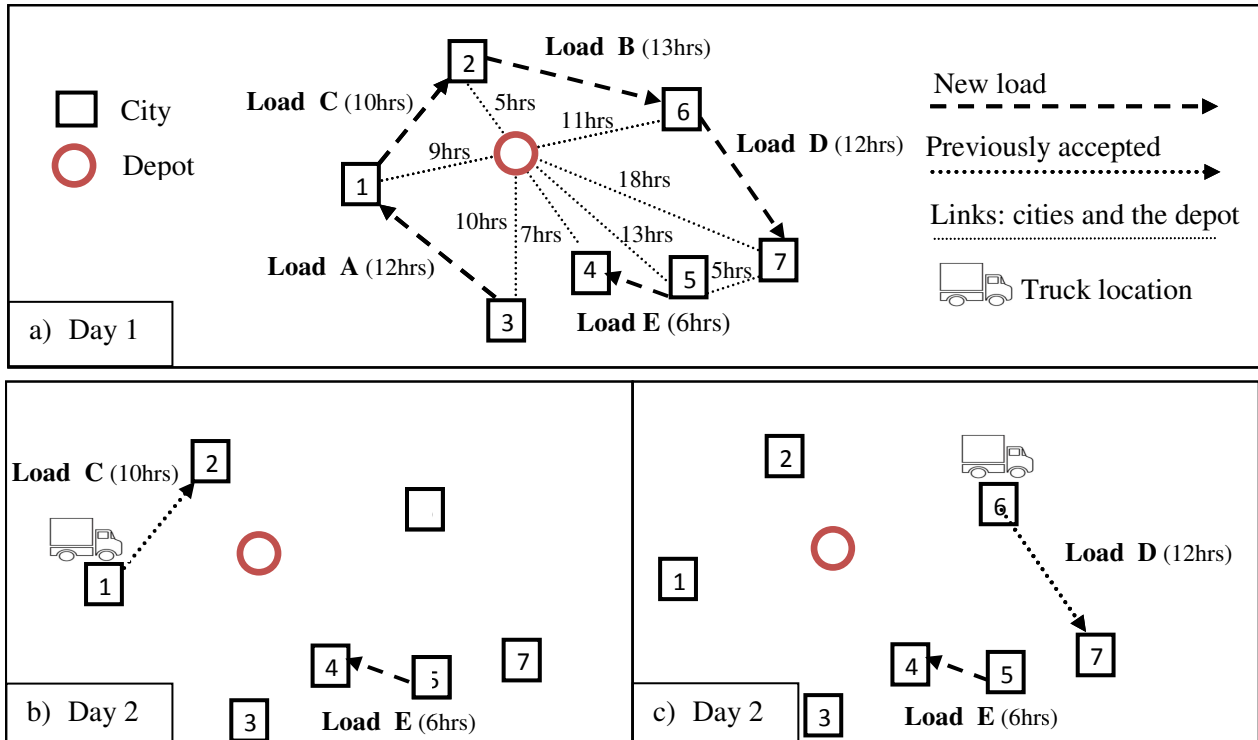 Load B (13hrs)
2
New load
City
Load C (10hrs)
5hrs
6
11hrs
Load D (12hrs)
Previously accepted
Depot
9hrs
1
18hrs
10hrs
Links: cities and the depot
7hrs
13hrs
Load A (12hrs)
4
5
5hrs
7
Truck location
3
Load E (6hrs)
a) Day 1
2
Load C (10hrs)
1
4
7
3
Load E (6hrs)
b) Day 2
2
6
Load D (12hrs)
1
4
5
7
3
Load E (6hrs)
c) Day 2